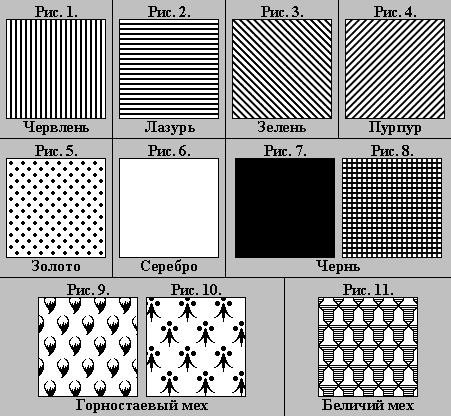 Рис. 1. Рис. 2. Рис. 3. Рис. 4.
Червлень Лазурь Зелень Пурпур
Рис. 5. Рис. 6. Рис. 7. Рис. 8.
Золото Серебро Чернь
Рис. 9. Рис. 10. Рис. 11.
Горностаевый мех Беличий мех